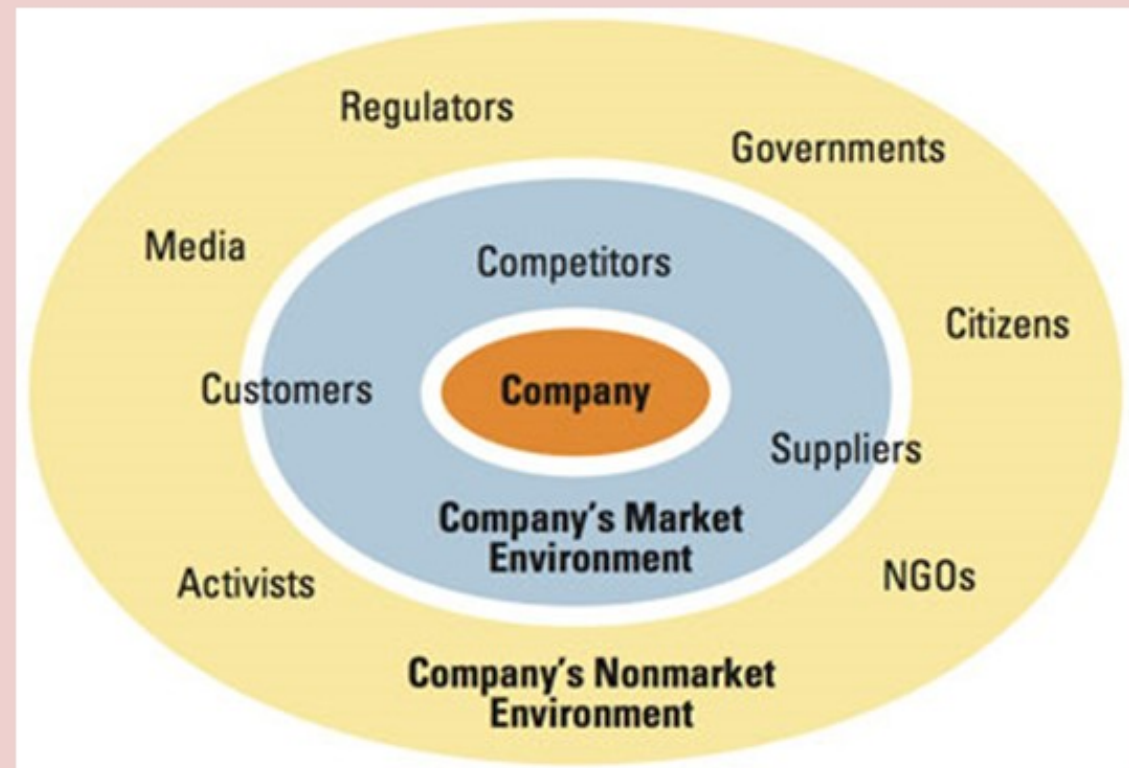 Regulators
Governments
Media
Competitors
Citizens
Customers
Company
Suppliers
Company's Market
Environment
Activists
NGOs
Company's Nonmarket
Environment